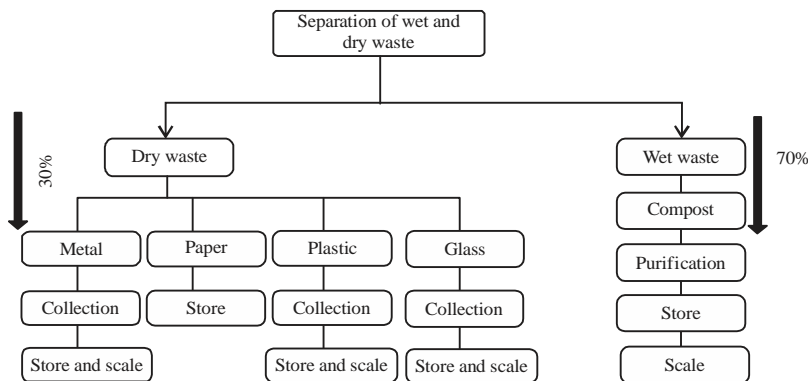 Separation of wet and
dry waste
Dry waste
Wet waste
30%
70%
Compost
Metal
Paper
Plastic
Glass
Purification
Collection
Store
Collection
Collection
Store
Store and scale
Store and scale
Store and scale
Scale